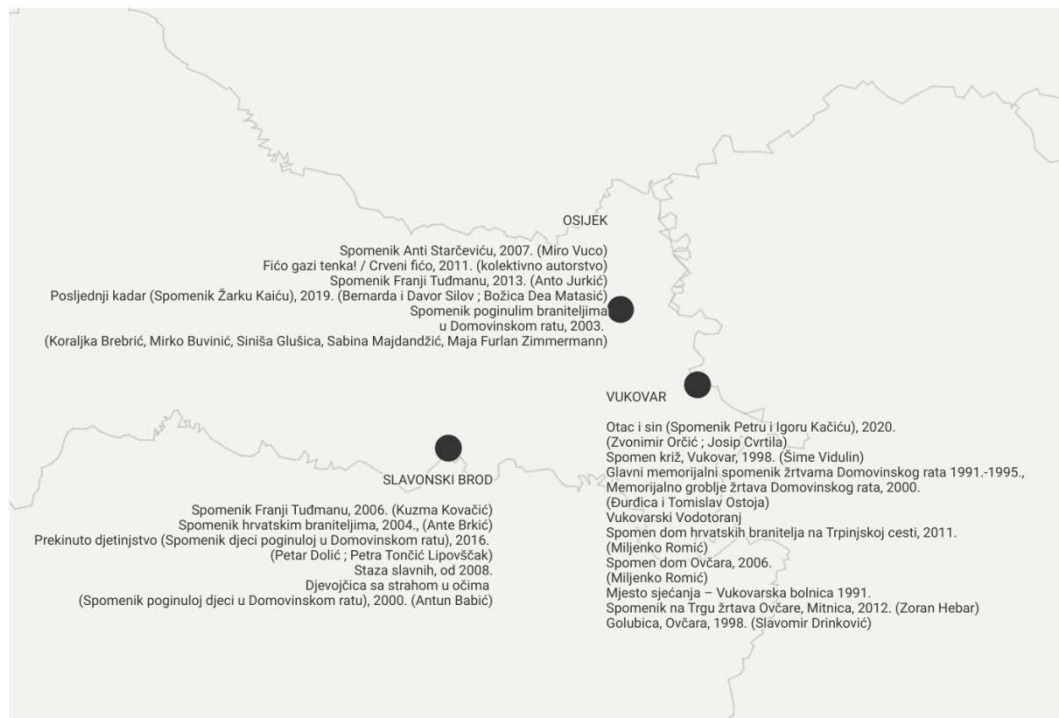 OSIJEK
Spomenik Anti Starčeviću, 2007. (Miro Vuco)
Fićo gazi tenka! / Crveni fićo, 2011. (kolektivno autorstvo)
Spomenik Franji Tuđmanu, 2013. (Anto Jurkić)
Posljednji kadar (Spomenik Žarku Kaiću), 2019. (Bernarda i Davor Silov ; Božica Dea Matasić)
Spomenik poginulim braniteljima
u Domovinskom ratu, 2003.
(Koraljka Brebrić, Mirko Buvinić, Siniša Glušica, Sabina Majdandžić, Maja Furlan Zimmermann)
VUKOVAR
Otac i sin (Spomenik Petru i Igoru Kačiću), 2020.
(Zvonimir Orčić ; Josip Cvrtila)
Spomen križ, Vukovar, 1998. (Šime Vidulin)
Glavni memorijalni spomenik žrtvama Domovinskog rata 1991.-1995.,
Memorijalno groblje žrtava Domovinskog rata, 2000.
(Đurđica i Tomislav Ostoja)
Vukovarski Vodotoranj
Spomen dom hrvatskih branitelja na Trpinjskoj cesti, 2011.
(Miljenko Romić)
Spomen dom Ovčara, 2006.
(Miljenko Romić)
Mjesto sjećanja – Vukovarska bolnica 1991.
Spomenik na Trgu žrtava Ovčare, Mitnica, 2012. (Zoran Hebar)
Golubica, Ovčara, 1998. (Slavomir Drinković)
SLAVONSKI BROD
Spomenik Franji Tuđmanu, 2006. (Kuzma Kovačić)
Spomenik hrvatskim braniteljima, 2004., (Ante Brkić)
Prekinuto djetinjstvo (Spomenik djeci poginuloj u Domovinskom ratu), 2016.
(Petar Dolić ; Petra Tončić Lipovščak)
Staza slavnih, od 2008.
Djevojčica sa strahom u očima
(Spomenik poginuloj djeci u Domovinskom ratu), 2000. (Antun Babić)